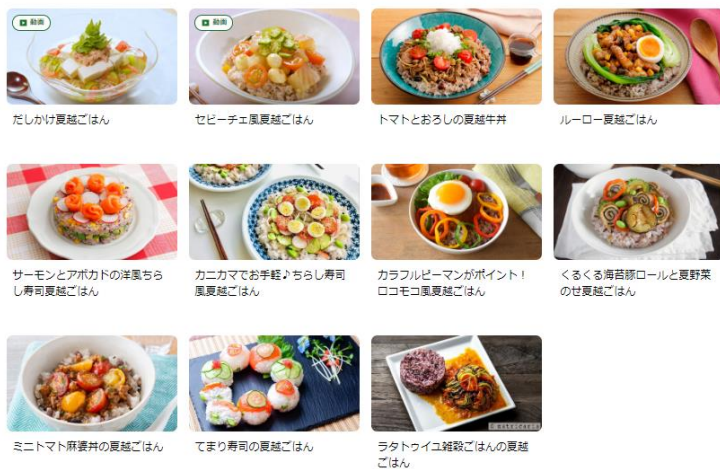 動画
動画
だしかけ夏越ごはん
セビーチェ風夏越ごはん
トマトとおろしの夏越牛丼
ルーロー夏越ごはん
サーモンとアボカドの洋風ちら
し寿司夏越ごはん
カニカマでお手軽♪ちらし寿司
風夏越ごはん
カラフルピーマンがポイント！
ロコモコ風夏越ごはん
くるくる海苔豚ロールと夏野菜
のせ夏越ごはん
ミニトマト麻婆丼の夏越ごはん
てまり寿司の夏越ごはん
ラタトゥイユ雑穀ごはんの夏越
ごはん